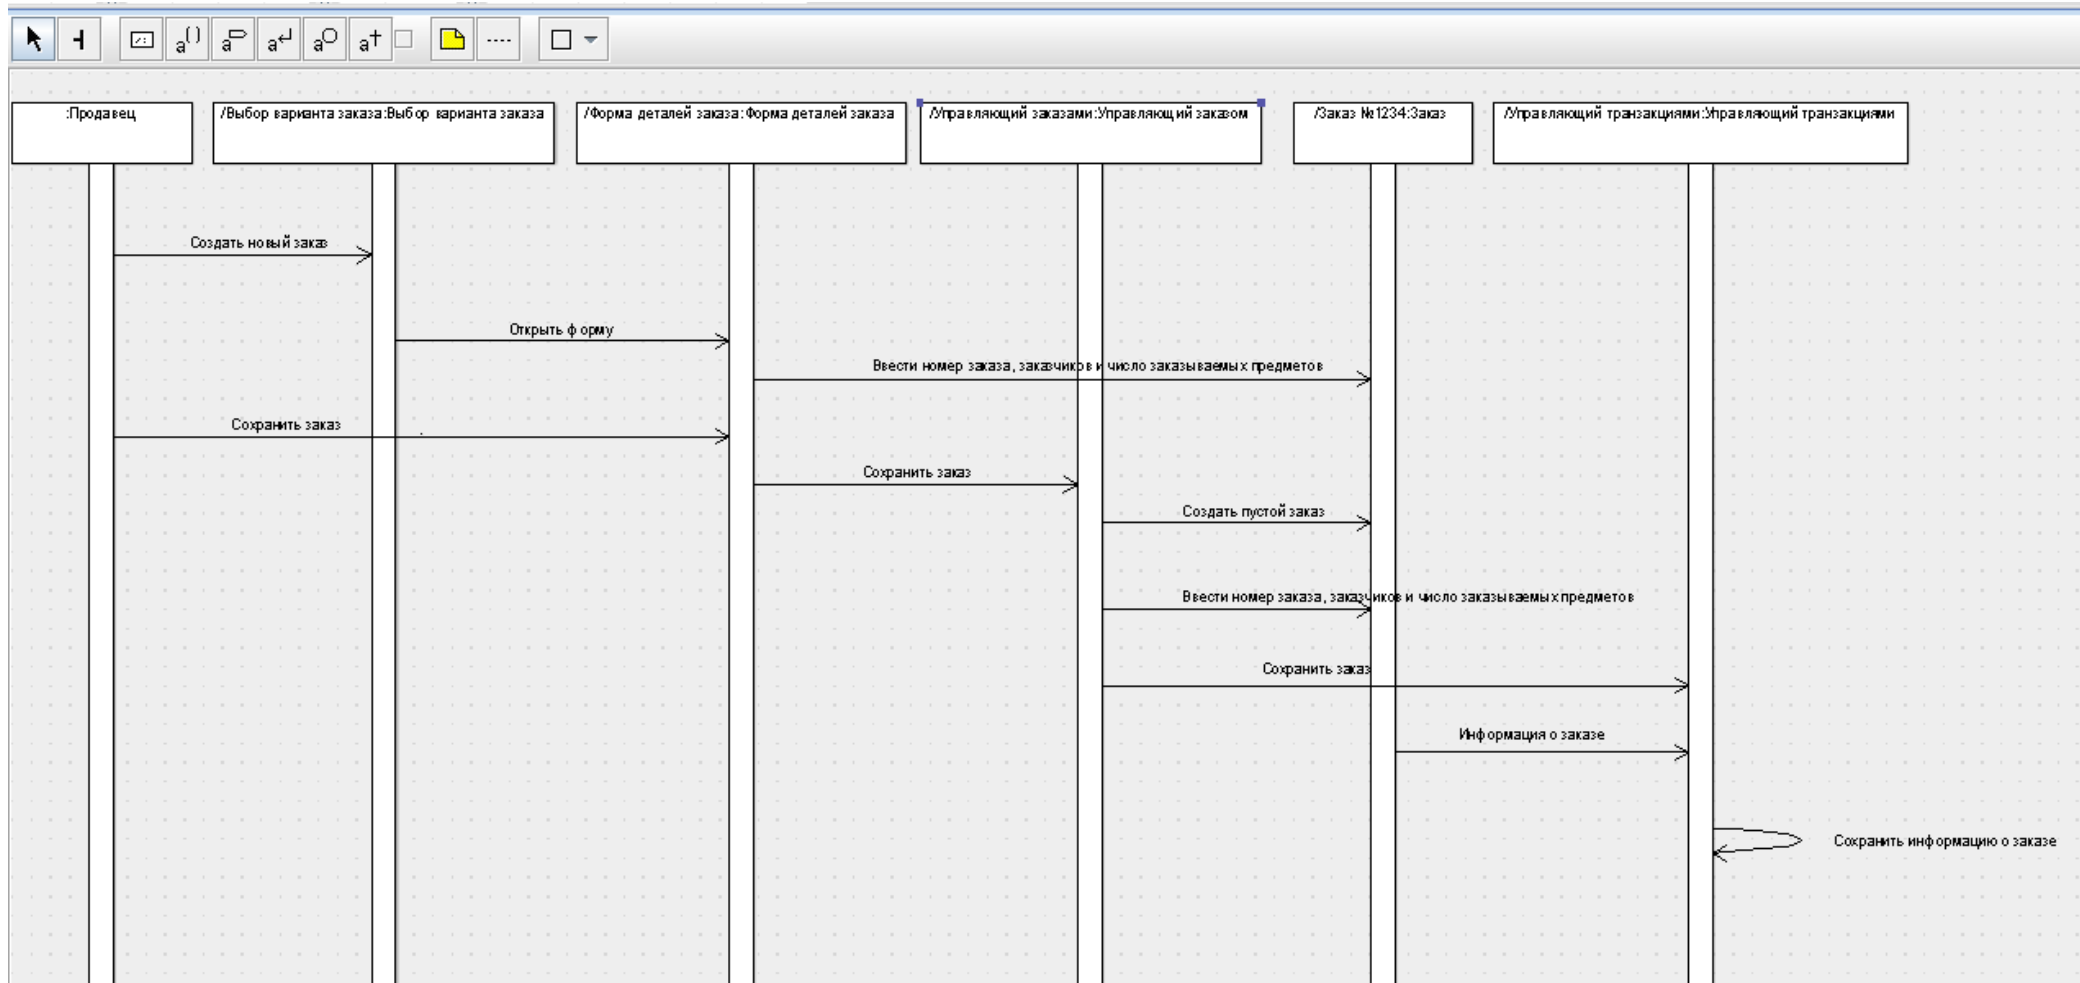 :Продавец
/Выбор варианта заказа:Выбор варианта заказа
/Форма деталей заказа:Форма деталей заказа
/Управляющий заказами:Управляющий заказом
/Заказ №1234:Заказ
/Управляющий транзакциями:Управляющий транзакциями
Создать новый заказ
Открыть форму
Ввести номер заказа, заказчиков и число заказываемых предметов
Сохранить заказ
Сохранить заказ
Создать пустой заказ
Ввести номер заказа, заказчиков и число заказываемых предметов
Сохранить заказ
Информация о заказе
Сохранить информацию о заказе